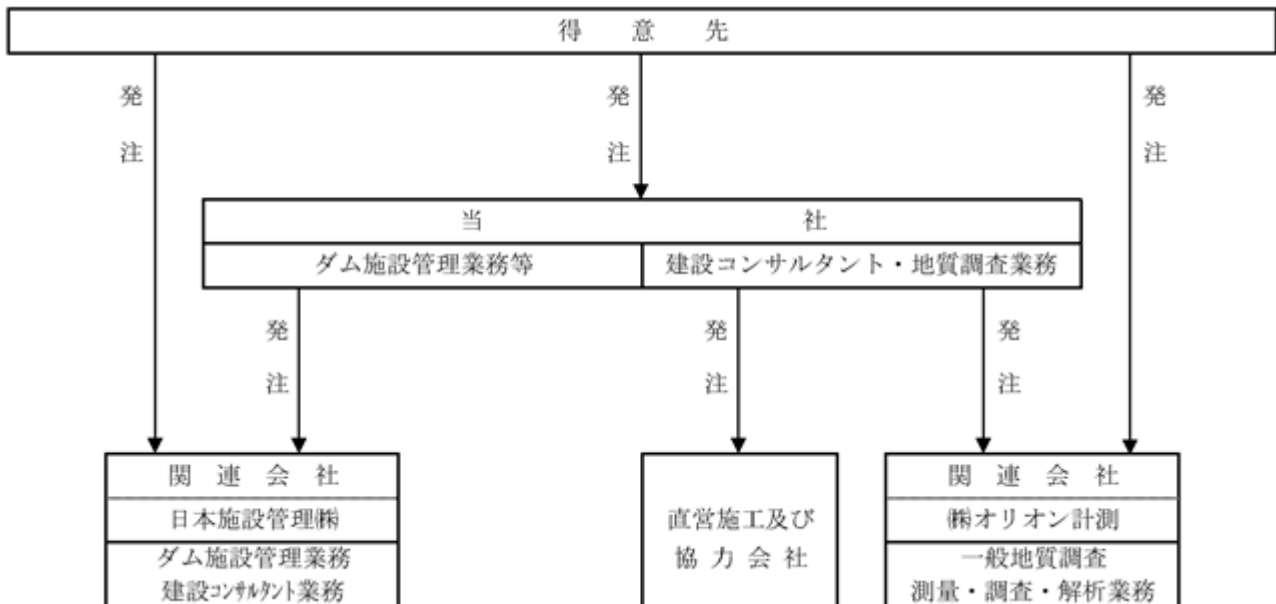 得意先
発注
発注
発注
当社
ダム施設管理業務等
建設コンサルタント・地質調査業務
発注
発注
発注
関連会社
日本施設管理㈱
ダム施設管理業務
建設ｺﾝｻﾙﾀﾝﾄ業務
直営施工及び
協力会社
関連会社
㈱オリオン計測
一般地質調査
測量・調査・解析業務